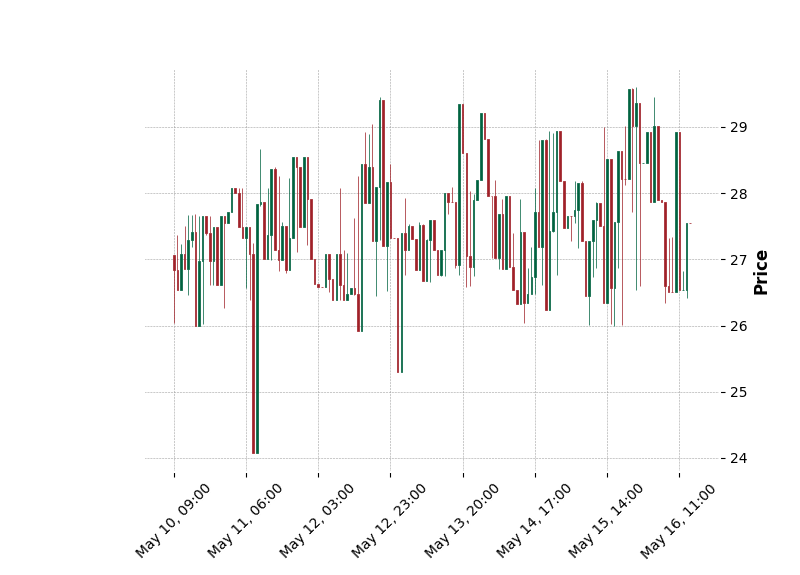 29
28
27
26
25
24
Price
May 10, 09:00
May 11, 06:00
May 12, 03:00
May 12, 23:00
May 13, 20:00
May 14, 17:00
May 15, 14:00
May 16, 11:00